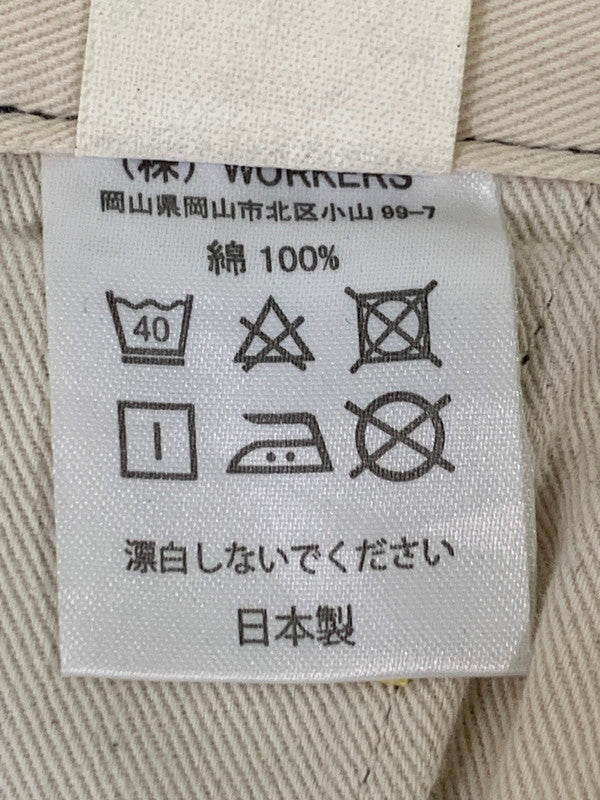 (株) WORKERS
岡山県岡山市北区小山 99-7
綿 100%
40
漂白しないでください
日本製